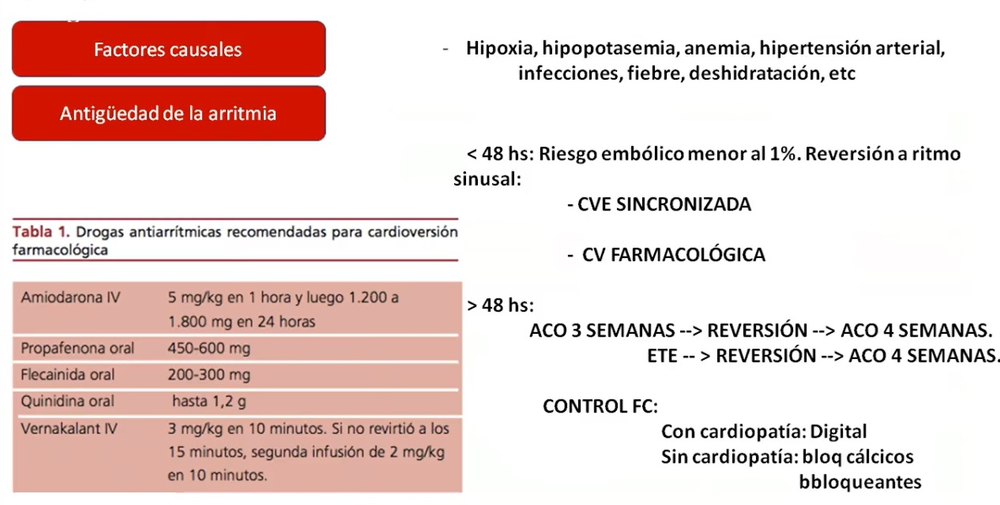 Factores causales
Antigüedad de la arritmia
- Hipoxia, hipopotasemia, anemia, hipertensión arterial,
infecciones, fiebre, deshidratación, etc
< 48 hs: Riesgo embólico menor al 1%. Reversión a ritmo
sinusal:
- CVE SINCRONIZADA
- CV FARMACOLÓGICA
> 48 hs:
ACO 3 SEMANAS --> REVERSIÓN --> ACO 4 SEMANAS.
ETE -- > REVERSIÓN --> ACO 4 SEMANAS.
CONTROL FC:
Con cardiopatía: Digital
Sin cardiopatía: bloq cálcicos
bbloqueantes
Tabla 1. Drogas antiarrítmicas recomendadas para cardioversión
farmacológica
Amiodarona IV 5 mg/kg en 1 hora y luego 1.200 a
1.800 mg en 24 horas
Propafenona oral 450-600 mg
Flecainida oral 200-300 mg
Quinidina oral hasta 1,2 g
Vernakalant IV 3 mg/kg en 10 minutos. Si no revirtió a los
15 minutos, segunda infusión de 2 mg/kg
en 10 minutos.